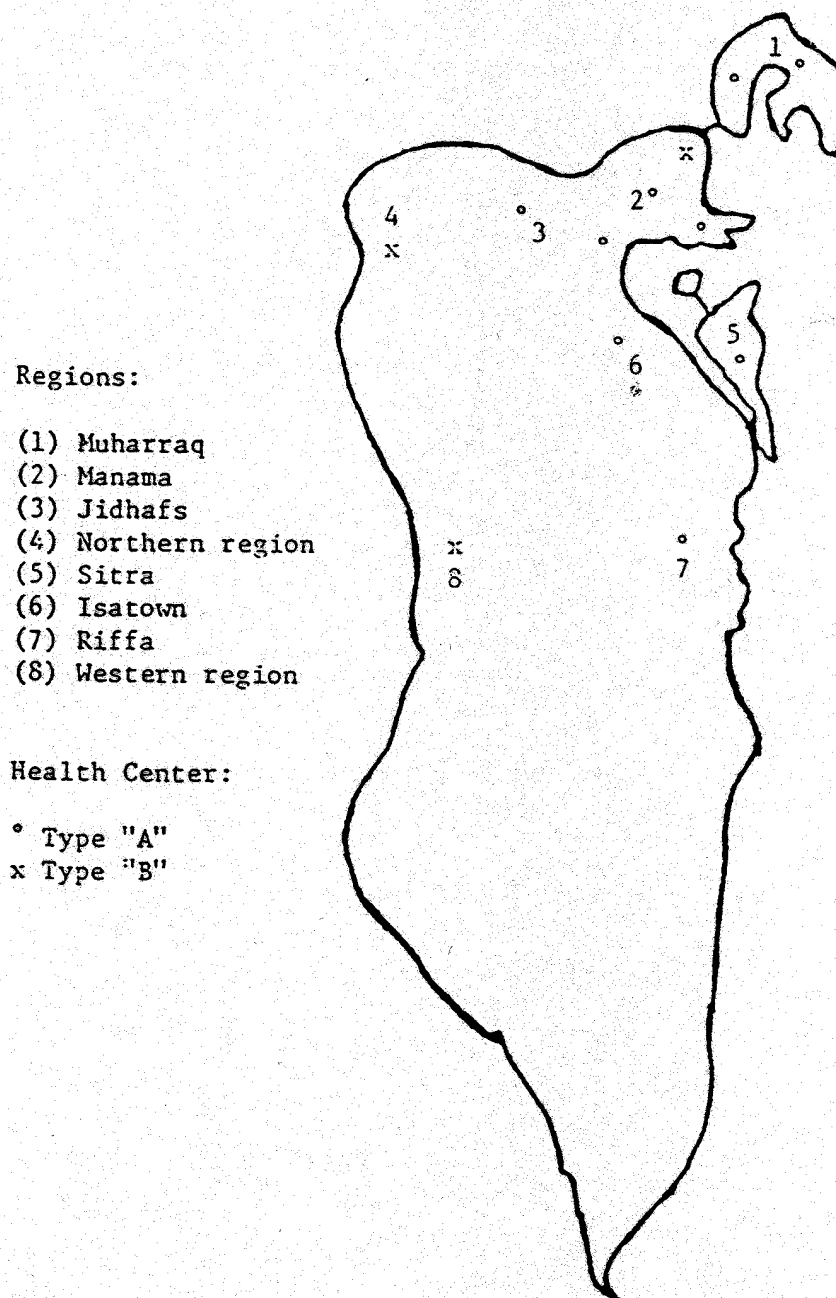 1
2
4
3
5
6
Regions:
(1) Muharraq
(2) Manama
(3) Jidhafs
(4) Northern region
(5) Sitra
(6) Isatown
(7) Riffa
(8) Western region
x
8
7
Health Center:
° Type "A"
x Type "B"